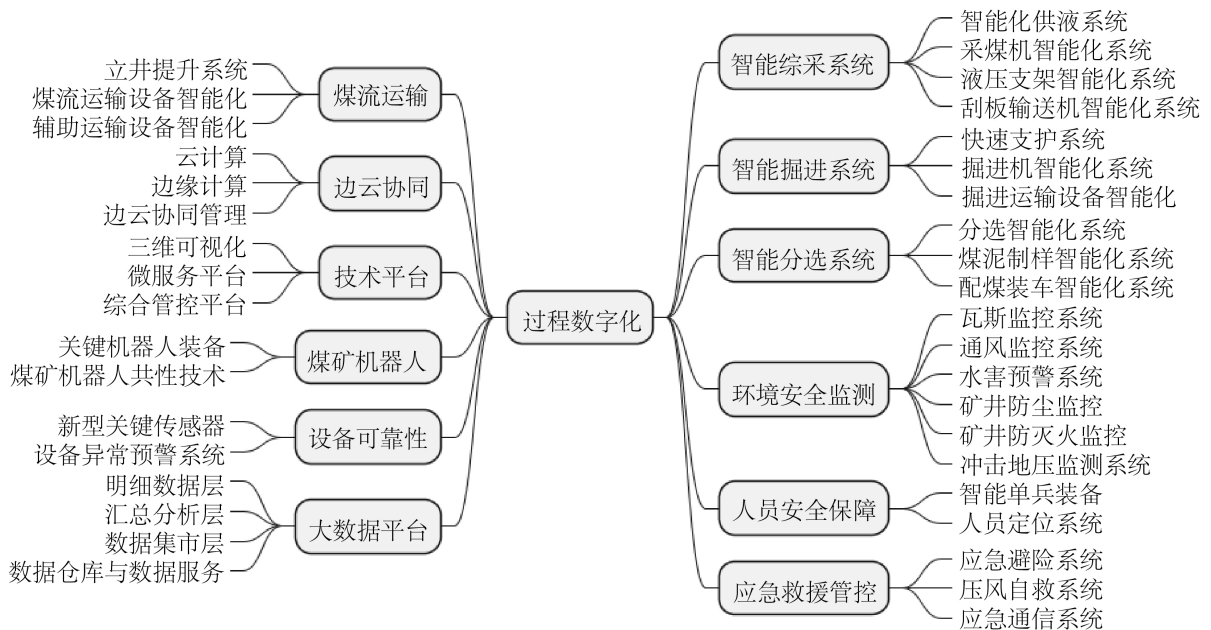 过程数字化
煤流运输
立井提升系统
煤流运输设备智能化
辅助运输设备智能化
边云协同
云计算
边缘计算
边云协同管理
技术平台
三维可视化
微服务平台
综合管控平台
煤矿机器人
关键机器人装备
煤矿机器人共性技术
设备可靠性
新型关键传感器
设备异常预警系统
大数据平台
明细数据层
汇总分析层
数据集市层
数据仓库与数据服务
智能综采系统
智能化供液系统
采煤机智能化系统
液压支架智能化系统
刮板输送机智能化系统
智能掘进系统
快速支护系统
掘进机智能化系统
掘进运输设备智能化
智能分选系统
分选智能化系统
煤泥制样智能化系统
配煤装车智能化系统
环境安全监测
瓦斯监控系统
通风监控系统
水害预警系统
矿井防尘监控
矿井防灭火监控
冲击地压监测系统
人员安全保障
智能单兵装备
人员定位系统
应急救援管控
应急避险系统
压风自救系统
应急通信系统